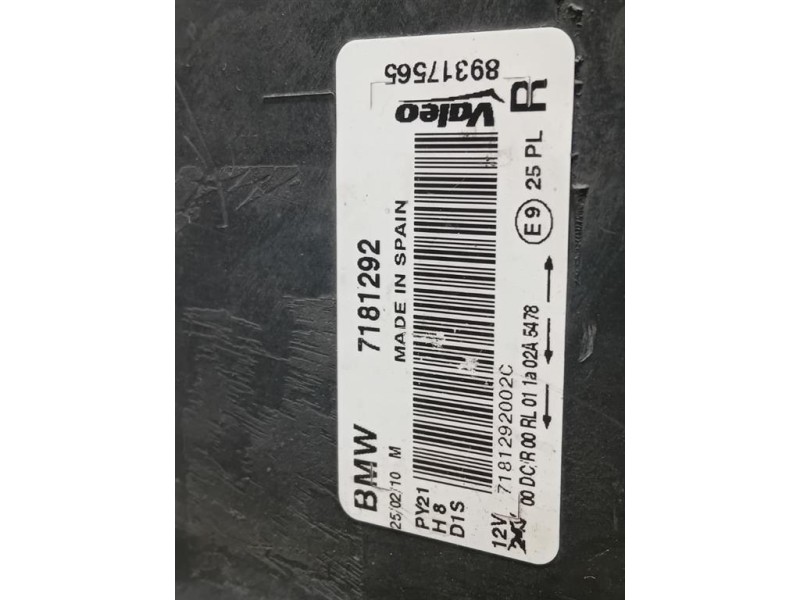 BMW 7181292
25/02/10 M MADE IN SPAIN
Valeo
89317565
R
PY21
H8
D1S
12V 7181292002C E9 25 PL
00 DC/R 00 RL 01 1a 02A 5478